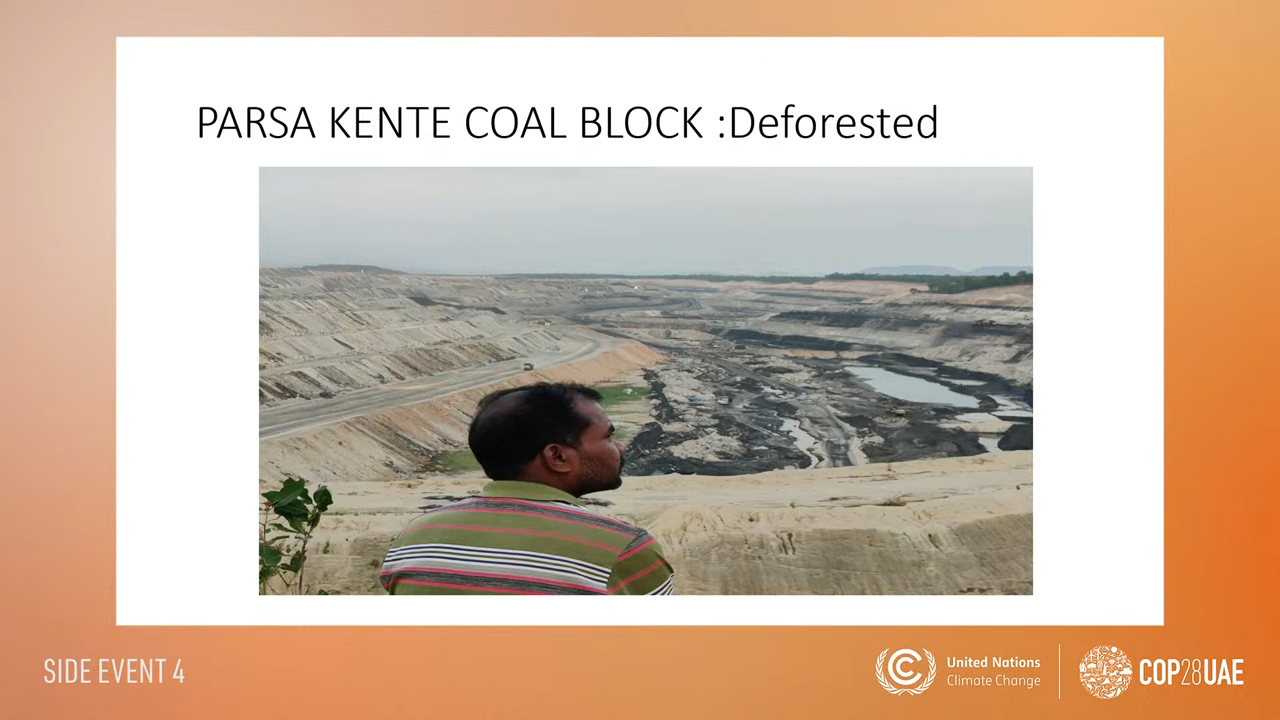 PARSA KENTE COAL BLOCK :Deforested
SIDE EVENT 4
United Nations
Climate Change
COP28UAE